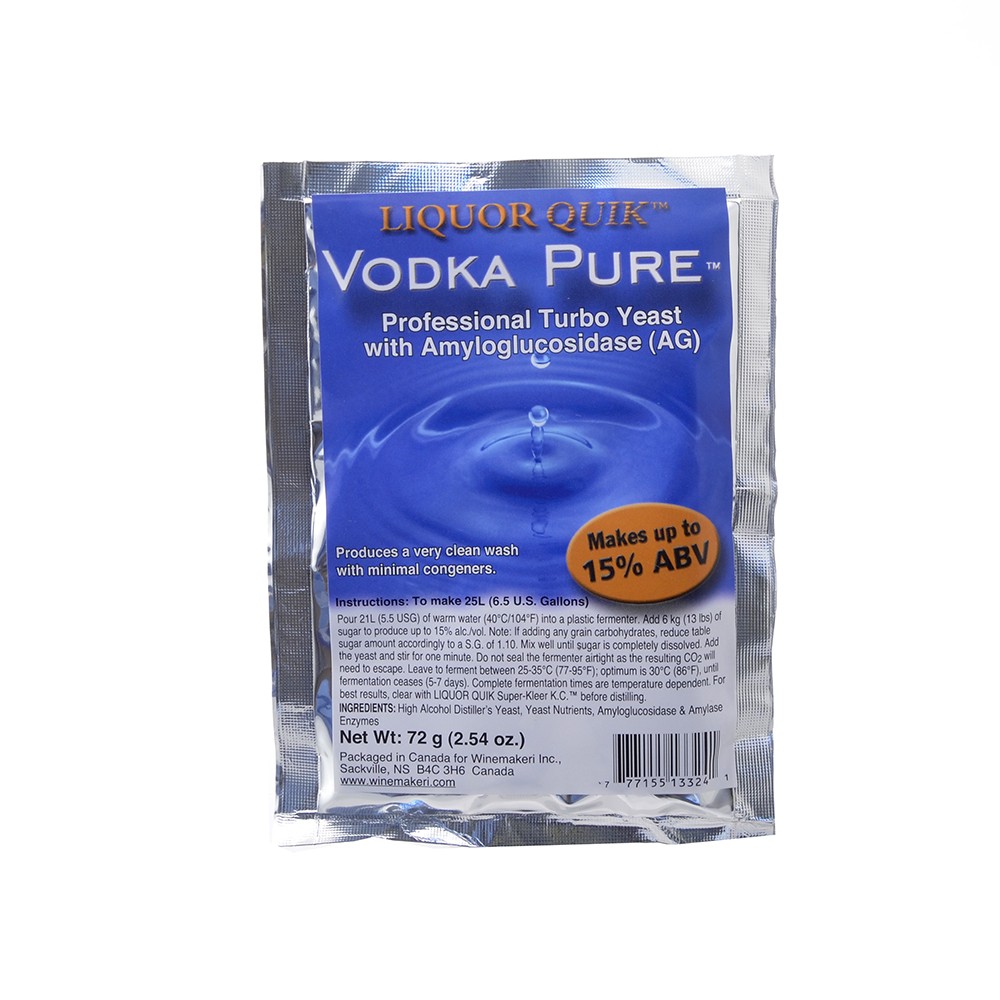 LIQUOR QUIK™
VODKA PURE™
Professional Turbo Yeast
with Amyloglucosidase (AG)
Makes up to
15% ABV
Produces a very clean wash
with minimal congeners.
Instructions: To make 25L (6.5 U.S. Gallons)
Pour 21L (5.5 USG) of warm water (40°C/104°F) into a plastic fermenter. Add 6 kg (13 lbs) of
sugar to produce up to 15% alc./vol. Note: If adding any grain carbohydrates, reduce table
sugar amount accordingly to a S.G. of 1.10. Mix well until sugar is completely dissolved. Add
the yeast and stir for one minute. Do not seal the fermenter airtight as the resulting CO2 will
need to escape. Leave to ferment between 25-35°C (77-95°F); optimum is 30°C (86°F), until
fermentation ceases (5-7 days). Complete fermentation times are temperature dependent. For
best results, clear with LIQUOR QUIK Super-Kleer K.C.™ before distilling.
INGREDIENTS: High Alcohol Distiller's Yeast, Yeast Nutrients, Amyloglucosidase & Amylase
Enzymes
Net Wt: 72 g (2.54 oz.)
Packaged in Canada for Winemakeri Inc.,
Sackville, NS B4C 3H6 Canada
www.winemakeri.com
7 77155 13324 1